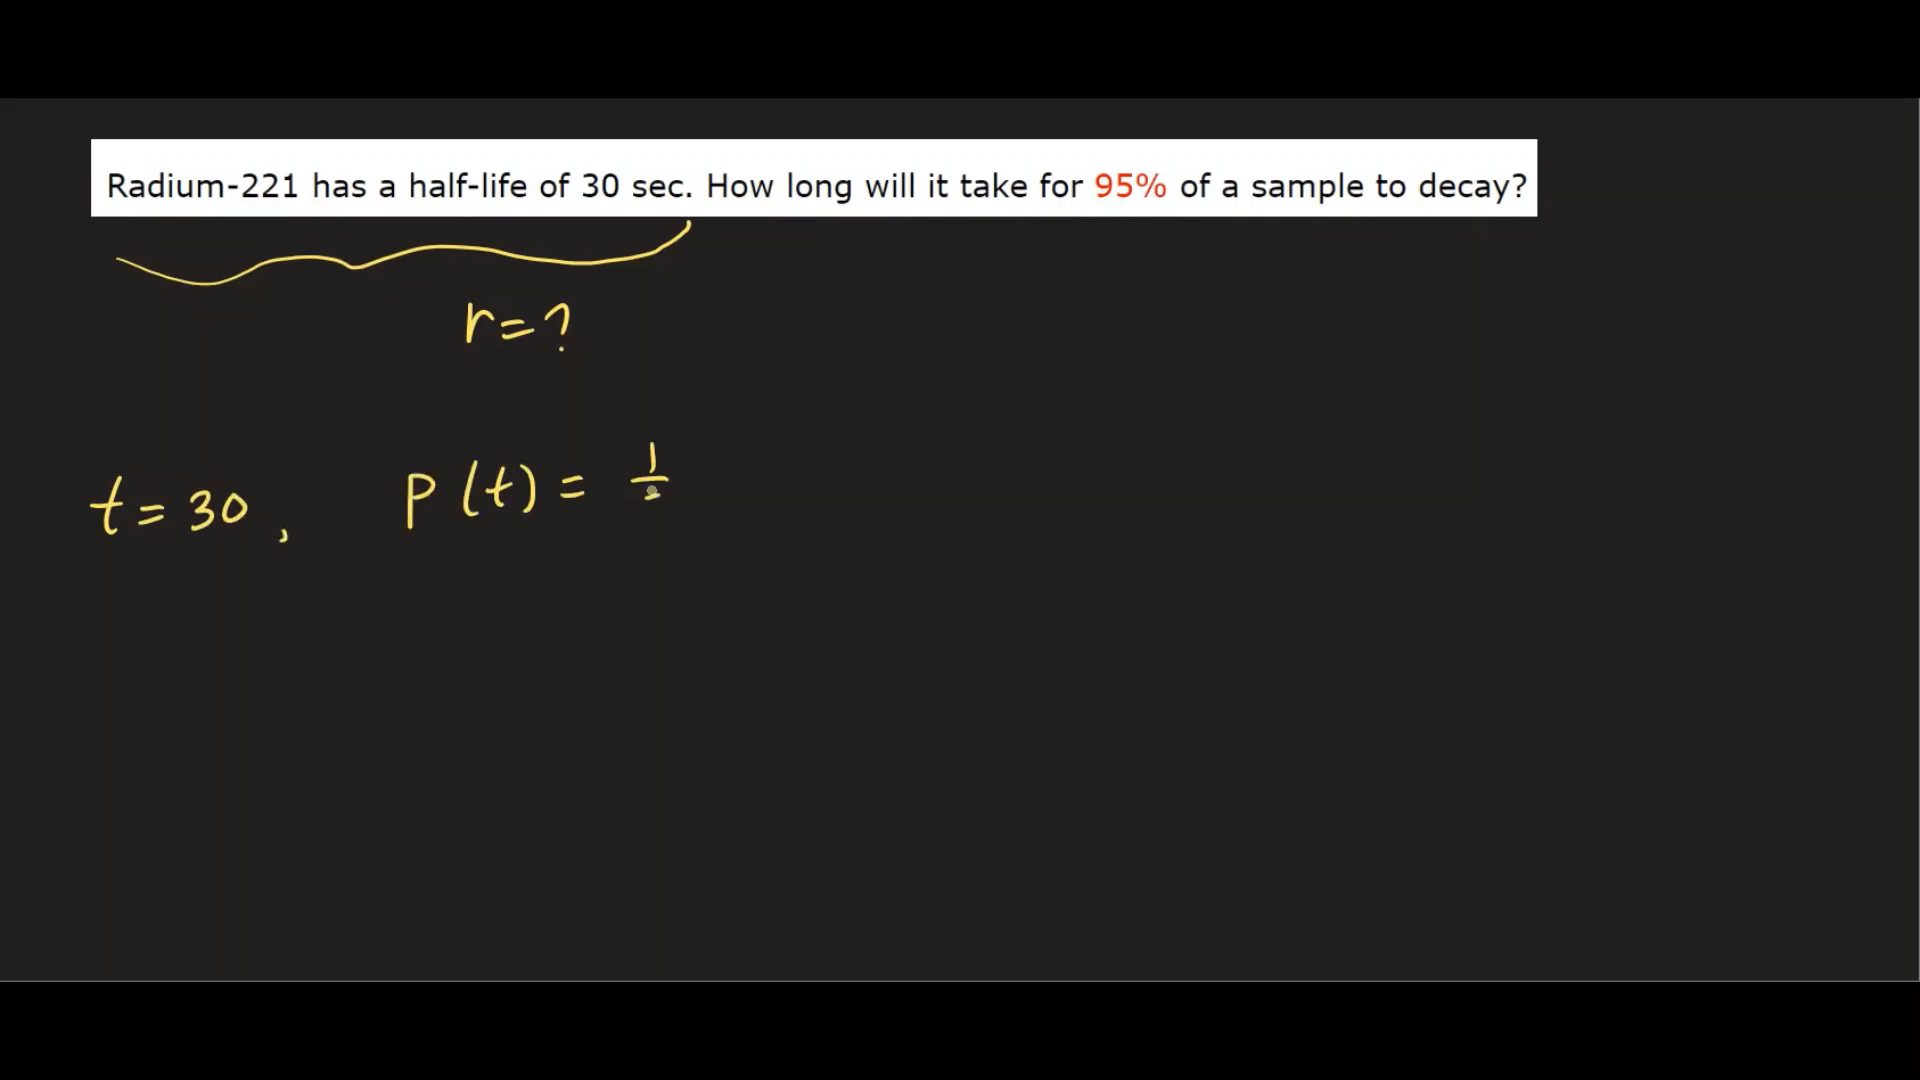 Radium-221 has a half-life of 30 sec. How long will it take for 95% of a sample to decay?
r=?
t=30, P(t)=1/